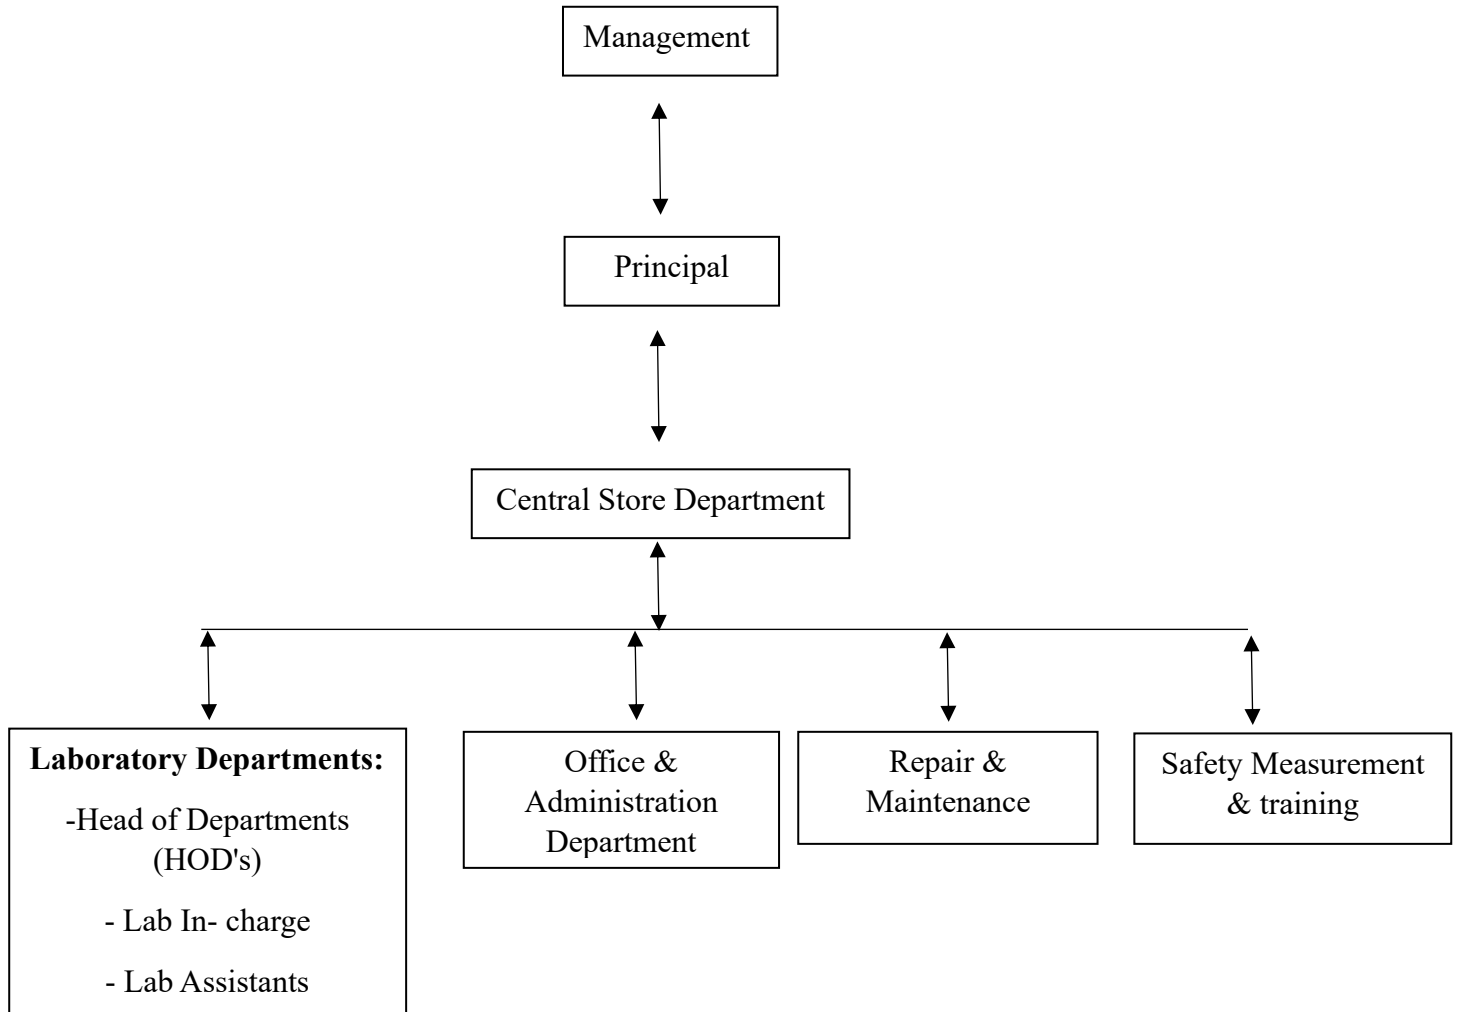 Management
Principal
Central Store Department
Laboratory Departments:
-Head of Departments
(HOD's)
- Lab In- charge
- Lab Assistants
Office &
Administration
Department
Repair &
Maintenance
Safety Measurement
& training